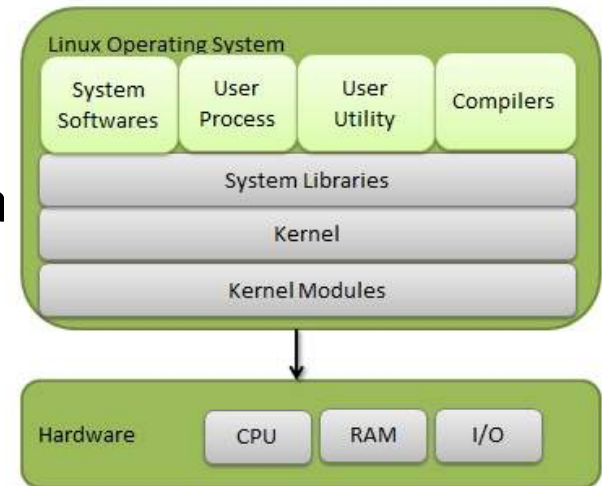 Linux Operating System
System
Softwares
User
Process
User
Utility
Compilers
System Libraries
Kernel
Kernel Modules
Hardware
CPU
RAM
I/O